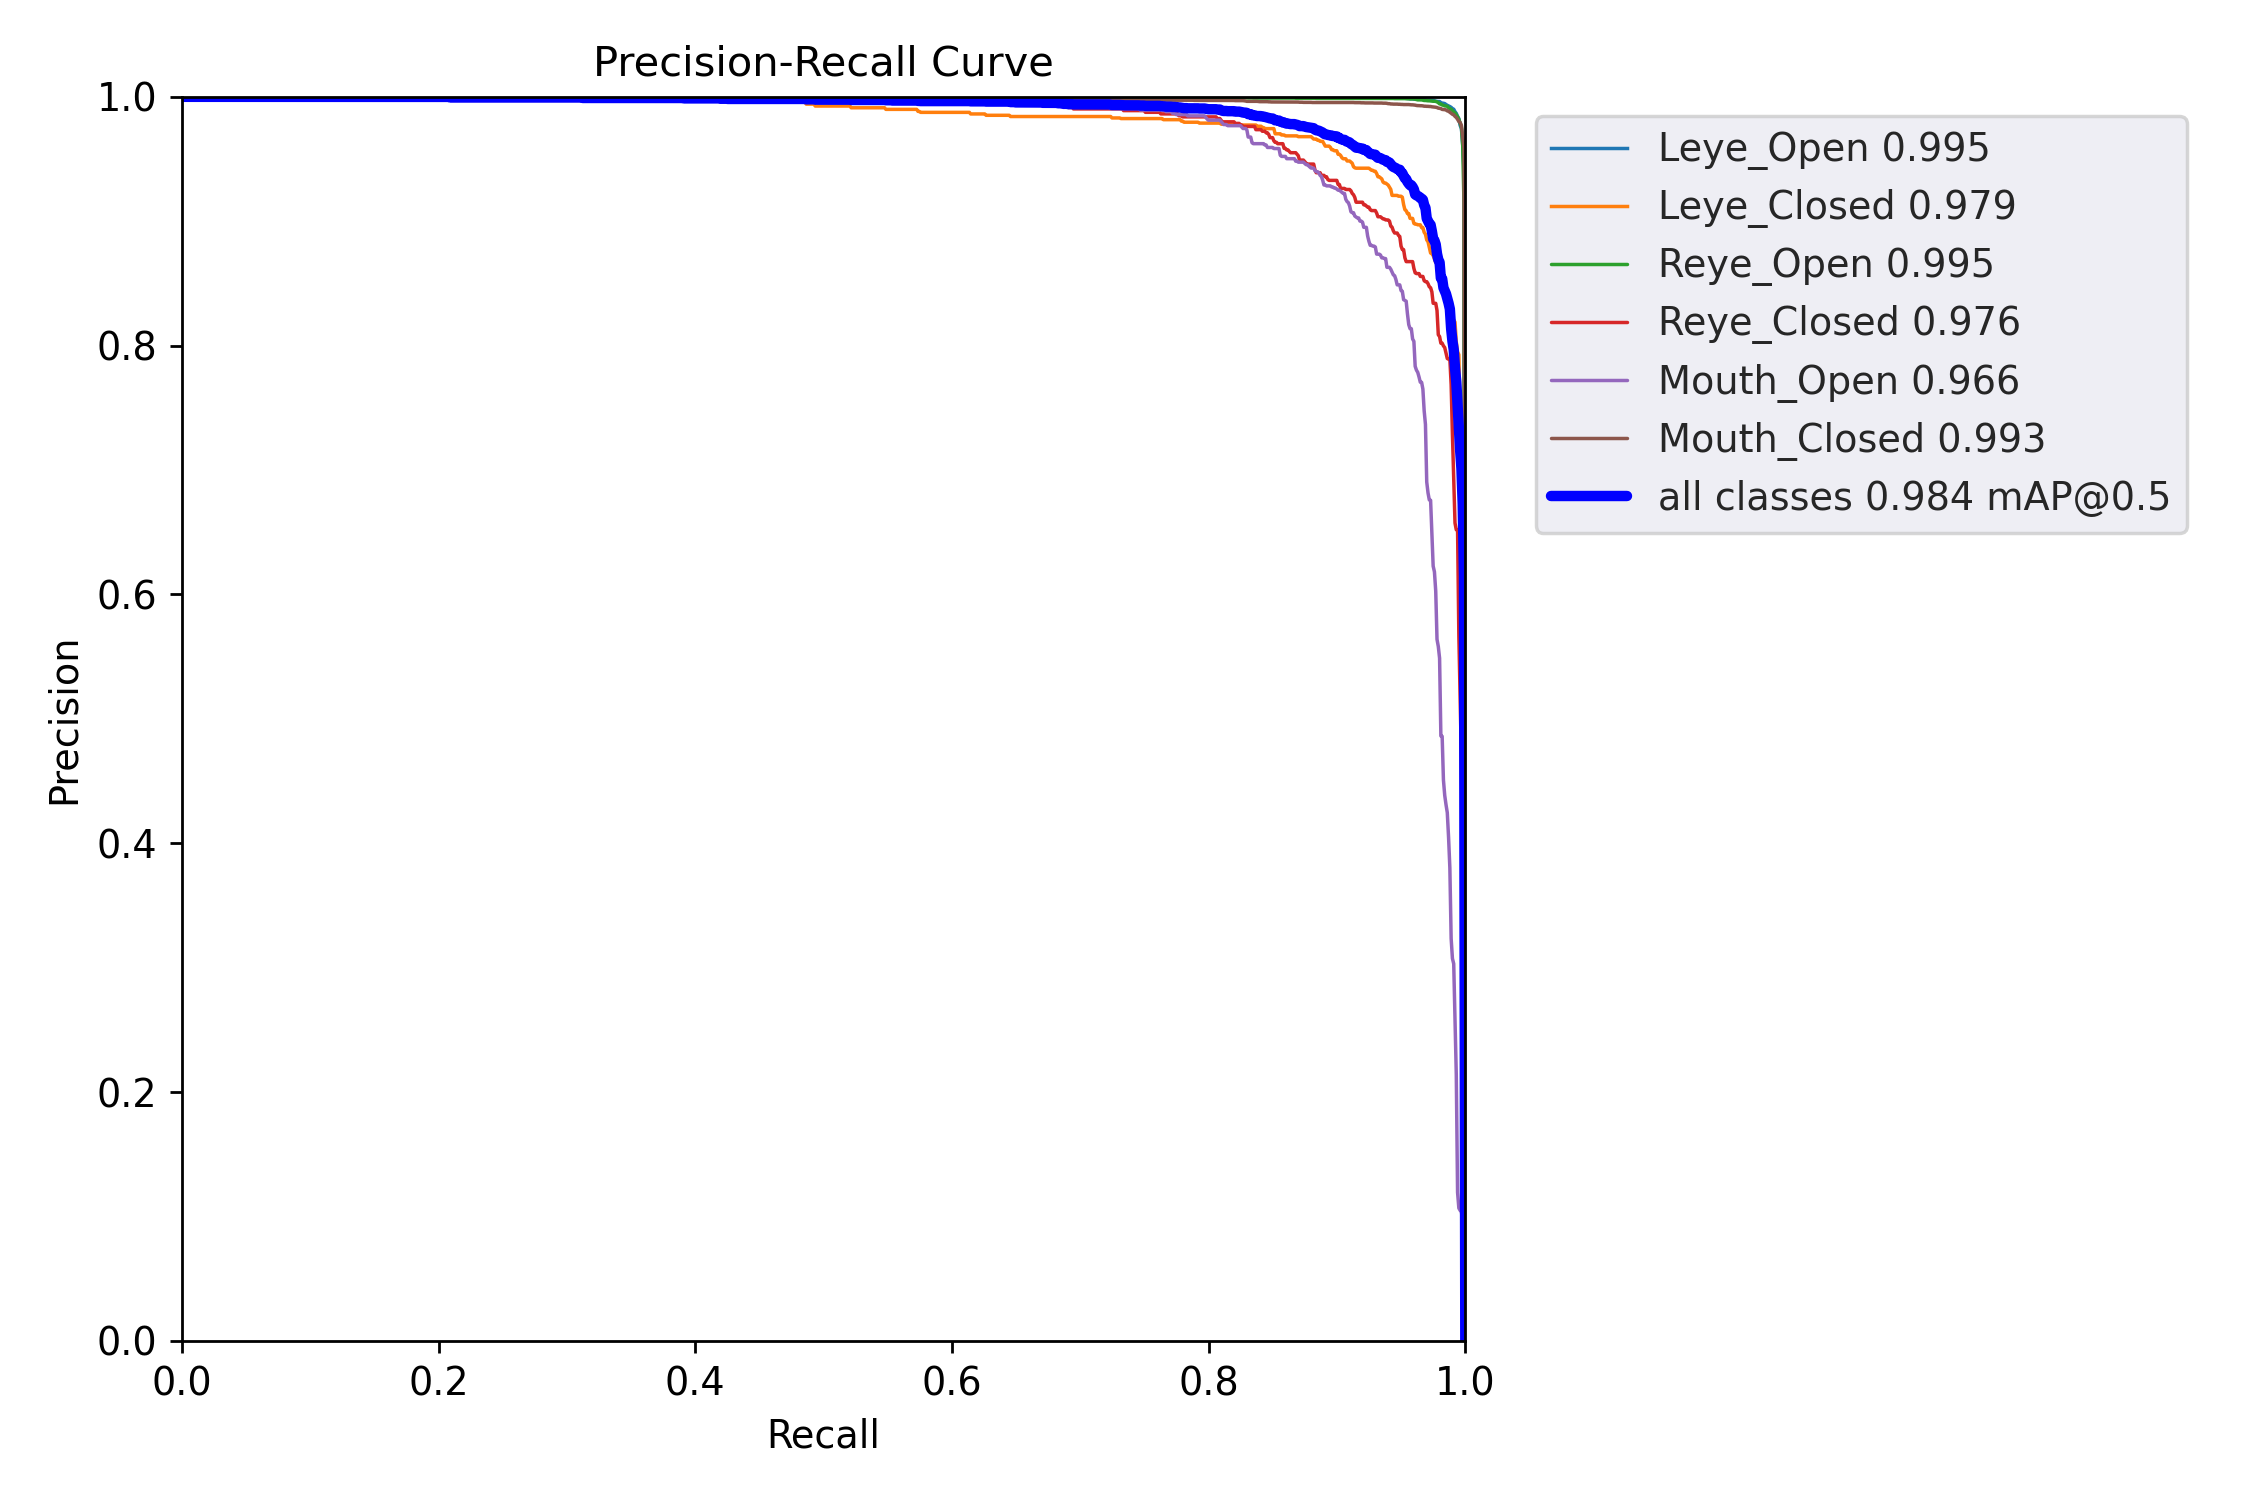 Precision-Recall Curve
1.0
0.8
0.6
0.4
0.2
0.0
Precision
0.0 0.2 0.4 0.6 0.8 1.0
Recall
Leye_Open 0.995
Leye_Closed 0.979
Reye_Open 0.995
Reye_Closed 0.976
Mouth_Open 0.966
Mouth_Closed 0.993
all classes 0.984 mAP@0.5